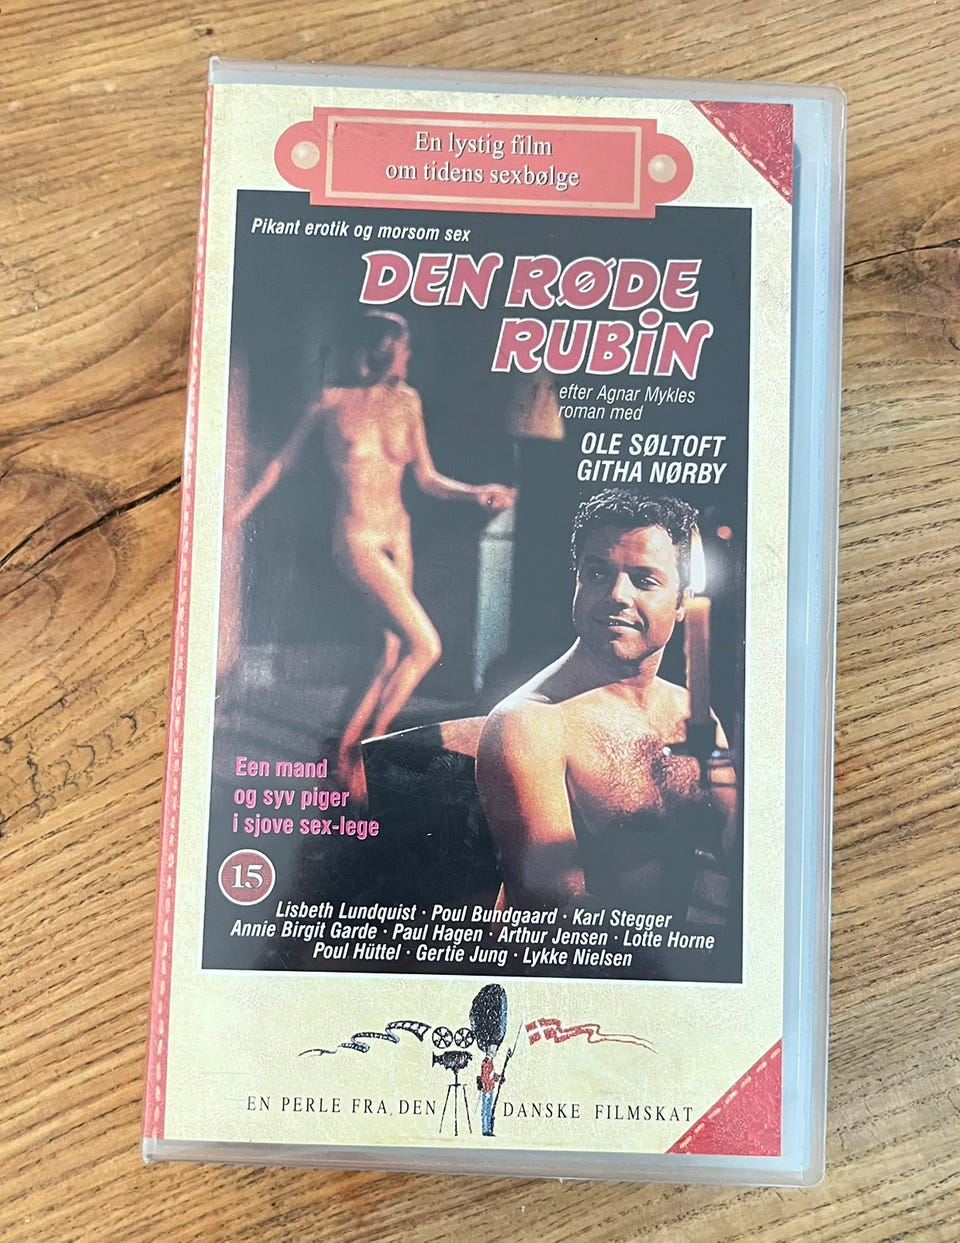 En lystig film
om tidens sexbølge
Pikant erotik og morsom sex
DEN RØDE
RUBiN
efter Agnar Mykles
roman med
OLE SØLTOFT
GITHA NØRBY
Een mand
og syv piger
i sjove sex-lege
15
Lisbeth Lundquist · Poul Bundgaard · Karl Stegger
Annie Birgit Garde · Paul Hagen · Arthur Jensen · Lotte Horne
Poul Hüttel · Gertie Jung · Lykke Nielsen
EN PERLE FRA DEN DANSKE FILMSKAT